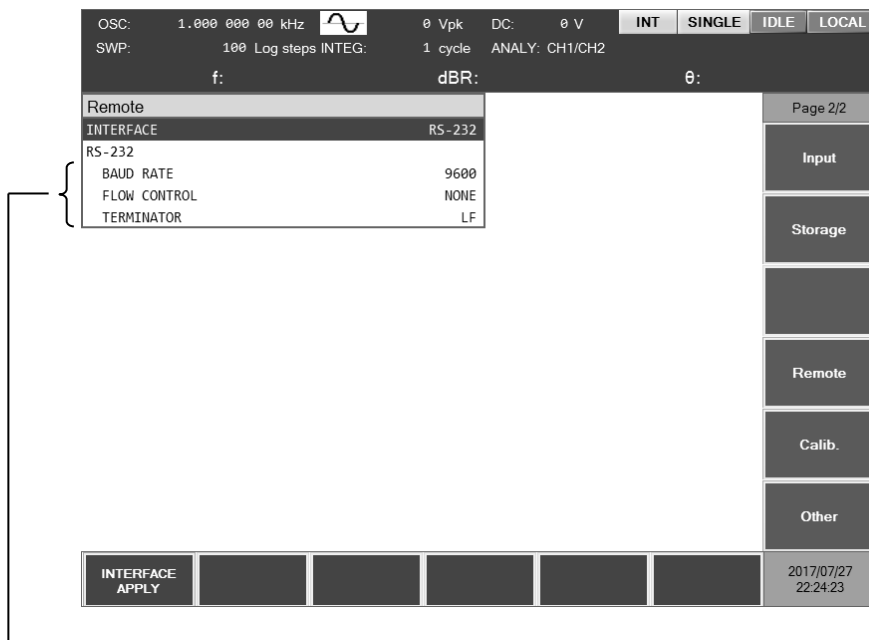 OSC: 1.000 000 00 kHz 0 Vpk DC: 0 V INT SINGLE IDLE LOCAL
SWP: 100 Log steps INTEG: 1 cycle ANALY: CH1/CH2
f: dBR: θ:
Remote
INTERFACE RS-232
RS-232
BAUD RATE 9600
FLOW CONTROL NONE
TERMINATOR LF
Page 2/2
Input
Storage
Remote
Calib.
Other
INTERFACE
APPLY
2017/07/27
22:24:23